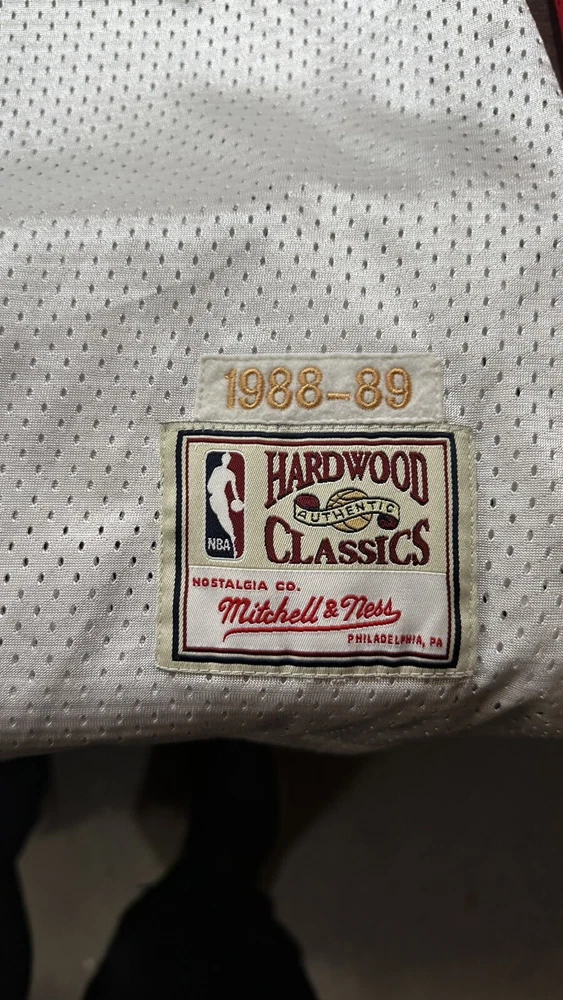 1988-89
HARDWOOD
AUTHENTIC
CLASSICS
NBA
NOSTALGIA CO.
Mitchell & Ness
PHILADELPHIA, PA